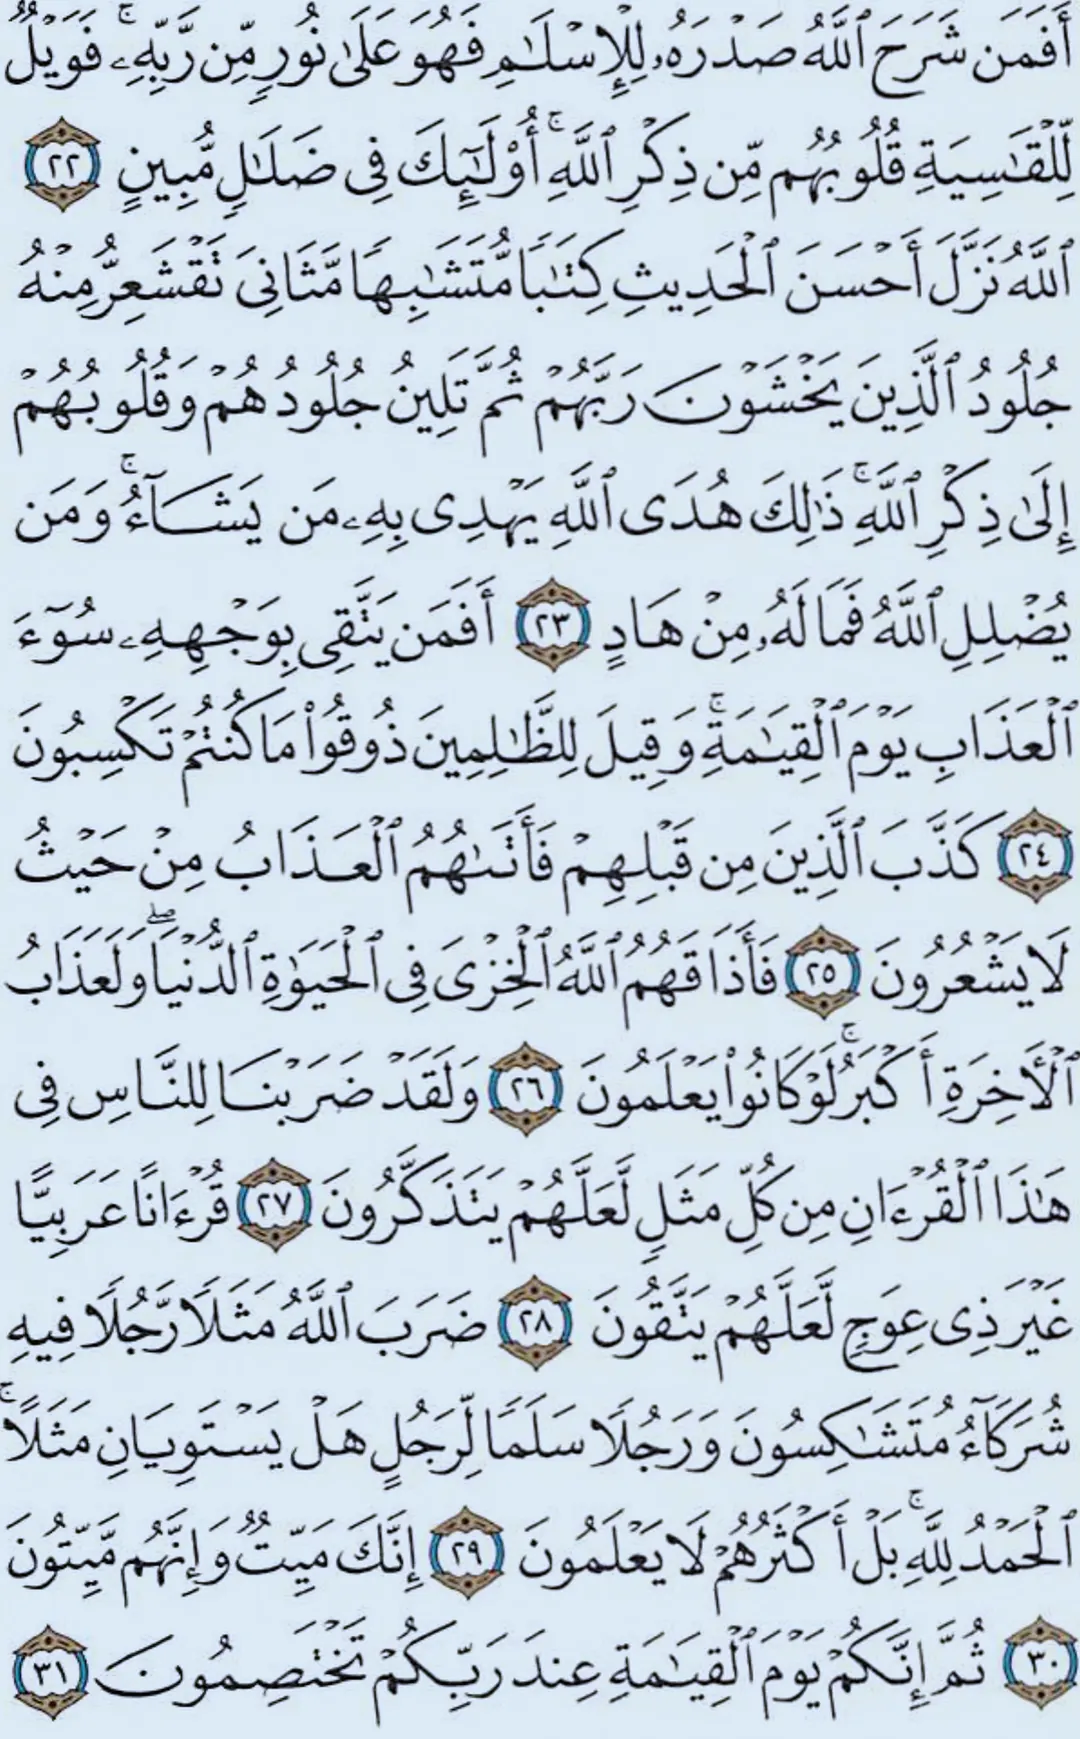 أَفَمَن شَرَحَ ٱللَّهُ صَدْرَهُۥ لِلْإِسْلَـٰمِ فَهُوَ عَلَىٰ نُورٍ مِّن رَّبِّهِۦ ۚ فَوَيْلٌ
لِّلْقَـٰسِيَةِ قُلُوبُهُم مِّن ذِكْرِ ٱللَّهِ ۚ أُو۟لَـٰٓئِكَ فِى ضَلَـٰلٍ مُّبِينٍ ٢٢
ٱللَّهُ نَزَّلَ أَحْسَنَ ٱلْحَدِيثِ كِتَـٰبًا مُّتَشَـٰبِهًا مَّثَانِىَ تَقْشَعِرُّ مِنْهُ
جُلُودُ ٱلَّذِينَ يَخْشَوْنَ رَبَّهُمْ ثُمَّ تَلِينُ جُلُودُهُمْ وَقُلُوبُهُمْ
إِلَىٰ ذِكْرِ ٱللَّهِ ۚ ذَٰلِكَ هُدَى ٱللَّهِ يَهْدِى بِهِۦ مَن يَشَآءُ ۚ وَمَن
يُضْلِلِ ٱللَّهُ فَمَا لَهُۥ مِنْ هَادٍ ٢٣ أَفَمَن يَتَّقِى بِوَجْهِهِۦ سُوٓءَ
ٱلْعَذَابِ يَوْمَ ٱلْقِيَـٰمَةِ ۚ وَقِيلَ لِلظَّـٰلِمِينَ ذُوقُوا۟ مَا كُنتُمْ تَكْسِبُونَ
٢٤ كَذَّبَ ٱلَّذِينَ مِن قَبْلِهِمْ فَأَتَىٰهُمُ ٱلْعَذَابُ مِنْ حَيْثُ
لَا يَشْعُرُونَ ٢٥ فَأَذَاقَهُمُ ٱللَّهُ ٱلْخِزْىَ فِى ٱلْحَيَوٰةِ ٱلدُّنْيَا ۖ وَلَعَذَابُ
ٱلْأَخِرَةِ أَكْبَرُ ۚ لَوْ كَانُوا۟ يَعْلَمُونَ ٢٦ وَلَقَدْ ضَرَبْنَا لِلنَّاسِ فِى
هَـٰذَا ٱلْقُرْءَانِ مِن كُلِّ مَثَلٍ لَّعَلَّهُمْ يَتَذَكَّرُونَ ٢٧ قُرْءَانًا عَرَبِيًّا
غَيْرَ ذِى عِوَجٍ لَّعَلَّهُمْ يَتَّقُونَ ٢٨ ضَرَبَ ٱللَّهُ مَثَلًا رَّجُلًا فِيهِ
شُرَكَآءُ مُتَشَـٰكِسُونَ وَرَجُلًا سَلَمًا لِّرَجُلٍ هَلْ يَسْتَوِيَانِ مَثَلًا ۚ
ٱلْحَمْدُ لِلَّهِ ۚ بَلْ أَكْثَرُهُمْ لَا يَعْلَمُونَ ٢٩ إِنَّكَ مَيِّتٌ وَإِنَّهُم مَّيِّتُونَ
٣٠ ثُمَّ إِنَّكُمْ يَوْمَ ٱلْقِيَـٰمَةِ عِندَ رَبِّكُمْ تَخْتَصِمُونَ ٣١